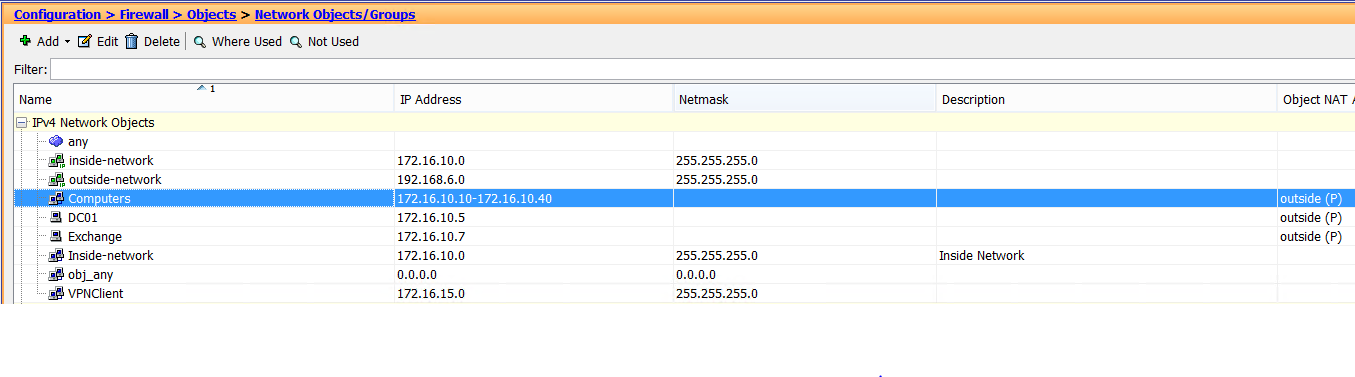 Configuration > Firewall > Objects > Network Objects/Groups
Add Edit Delete Where Used Not Used
Filter:
Name 1 IP Address Netmask Description Object NAT A
IPv4 Network Objects
any
inside-network 172.16.10.0 255.255.255.0
outside-network 192.168.6.0 255.255.255.0
Computers 172.16.10.10-172.16.10.40 outside (P)
DC01 172.16.10.5 outside (P)
Exchange 172.16.10.7 outside (P)
Inside-network 172.16.10.0 255.255.255.0 Inside Network
obj_any 0.0.0.0 0.0.0.0
VPNClient 172.16.15.0 255.255.255.0